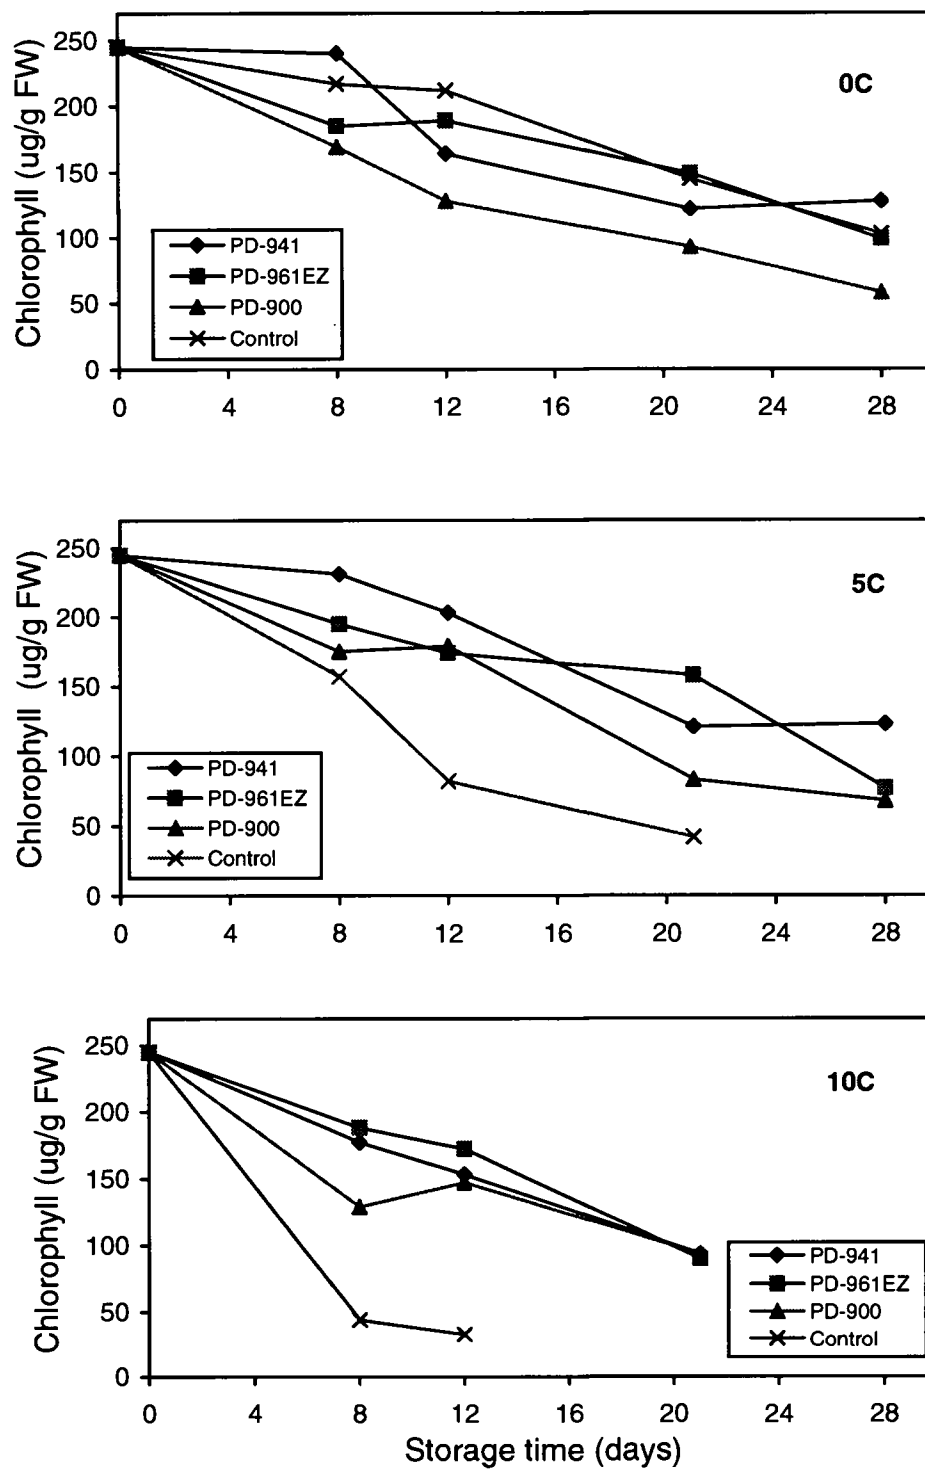 Chlorophyll (ug/g FW)
250
200
150
100
50
0
0C
PD-941
PD-961EZ
PD-900
Control
0 4 8 12 16 20 24 28
Chlorophyll (ug/g FW)
250
200
150
100
50
0
5C
PD-941
PD-961EZ
PD-900
Control
0 4 8 12 16 20 24 28
Chlorophyll (ug/g FW)
250
200
150
100
50
0
10C
PD-941
PD-961EZ
PD-900
Control
0 4 8 12 16 20 24 28
Storage time (days)